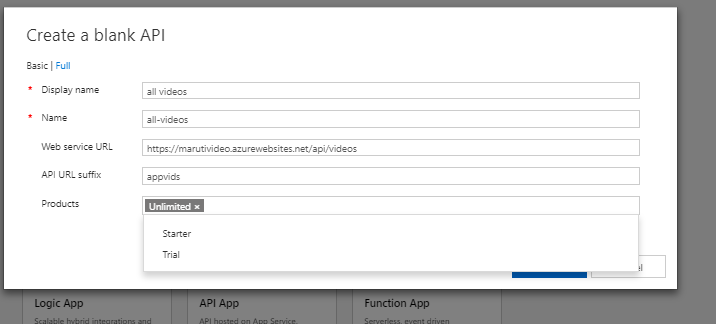 Create a blank API
Basic | Full
* Display name all videos
* Name all-videos
Web service URL https://marutivideo.azurewebsites.net/api/videos
API URL suffix appvids
Products Unlimited ×
Starter
Trial
Logic App API App Function App
Scalable hybrid integrations and API hosted on App Service. Serverless, event driven